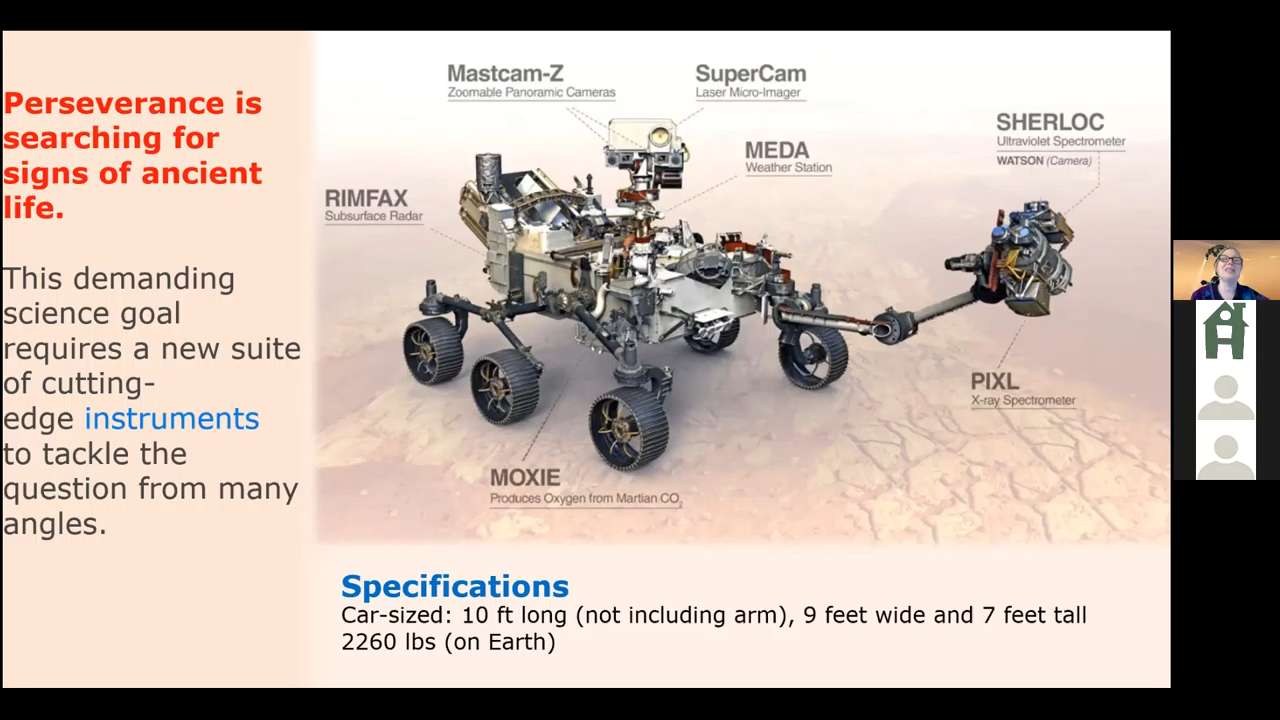 Perseverance is
searching for
signs of ancient
life.
This demanding
science goal
requires a new suite
of cutting-
edge instruments
to tackle the
question from many
angles.
Mastcam-Z
Zoomable Panoramic Cameras
SuperCam
Laser Micro-Imager
MEDA
Weather Station
SHERLOC
Ultraviolet Spectrometer
WATSON (Camera)
RIMFAX
Subsurface Radar
PIXL
X-ray Spectrometer
MOXIE
Produces Oxygen from Martian CO₂
Specifications
Car-sized: 10 ft long (not including arm), 9 feet wide and 7 feet tall
2260 lbs (on Earth)